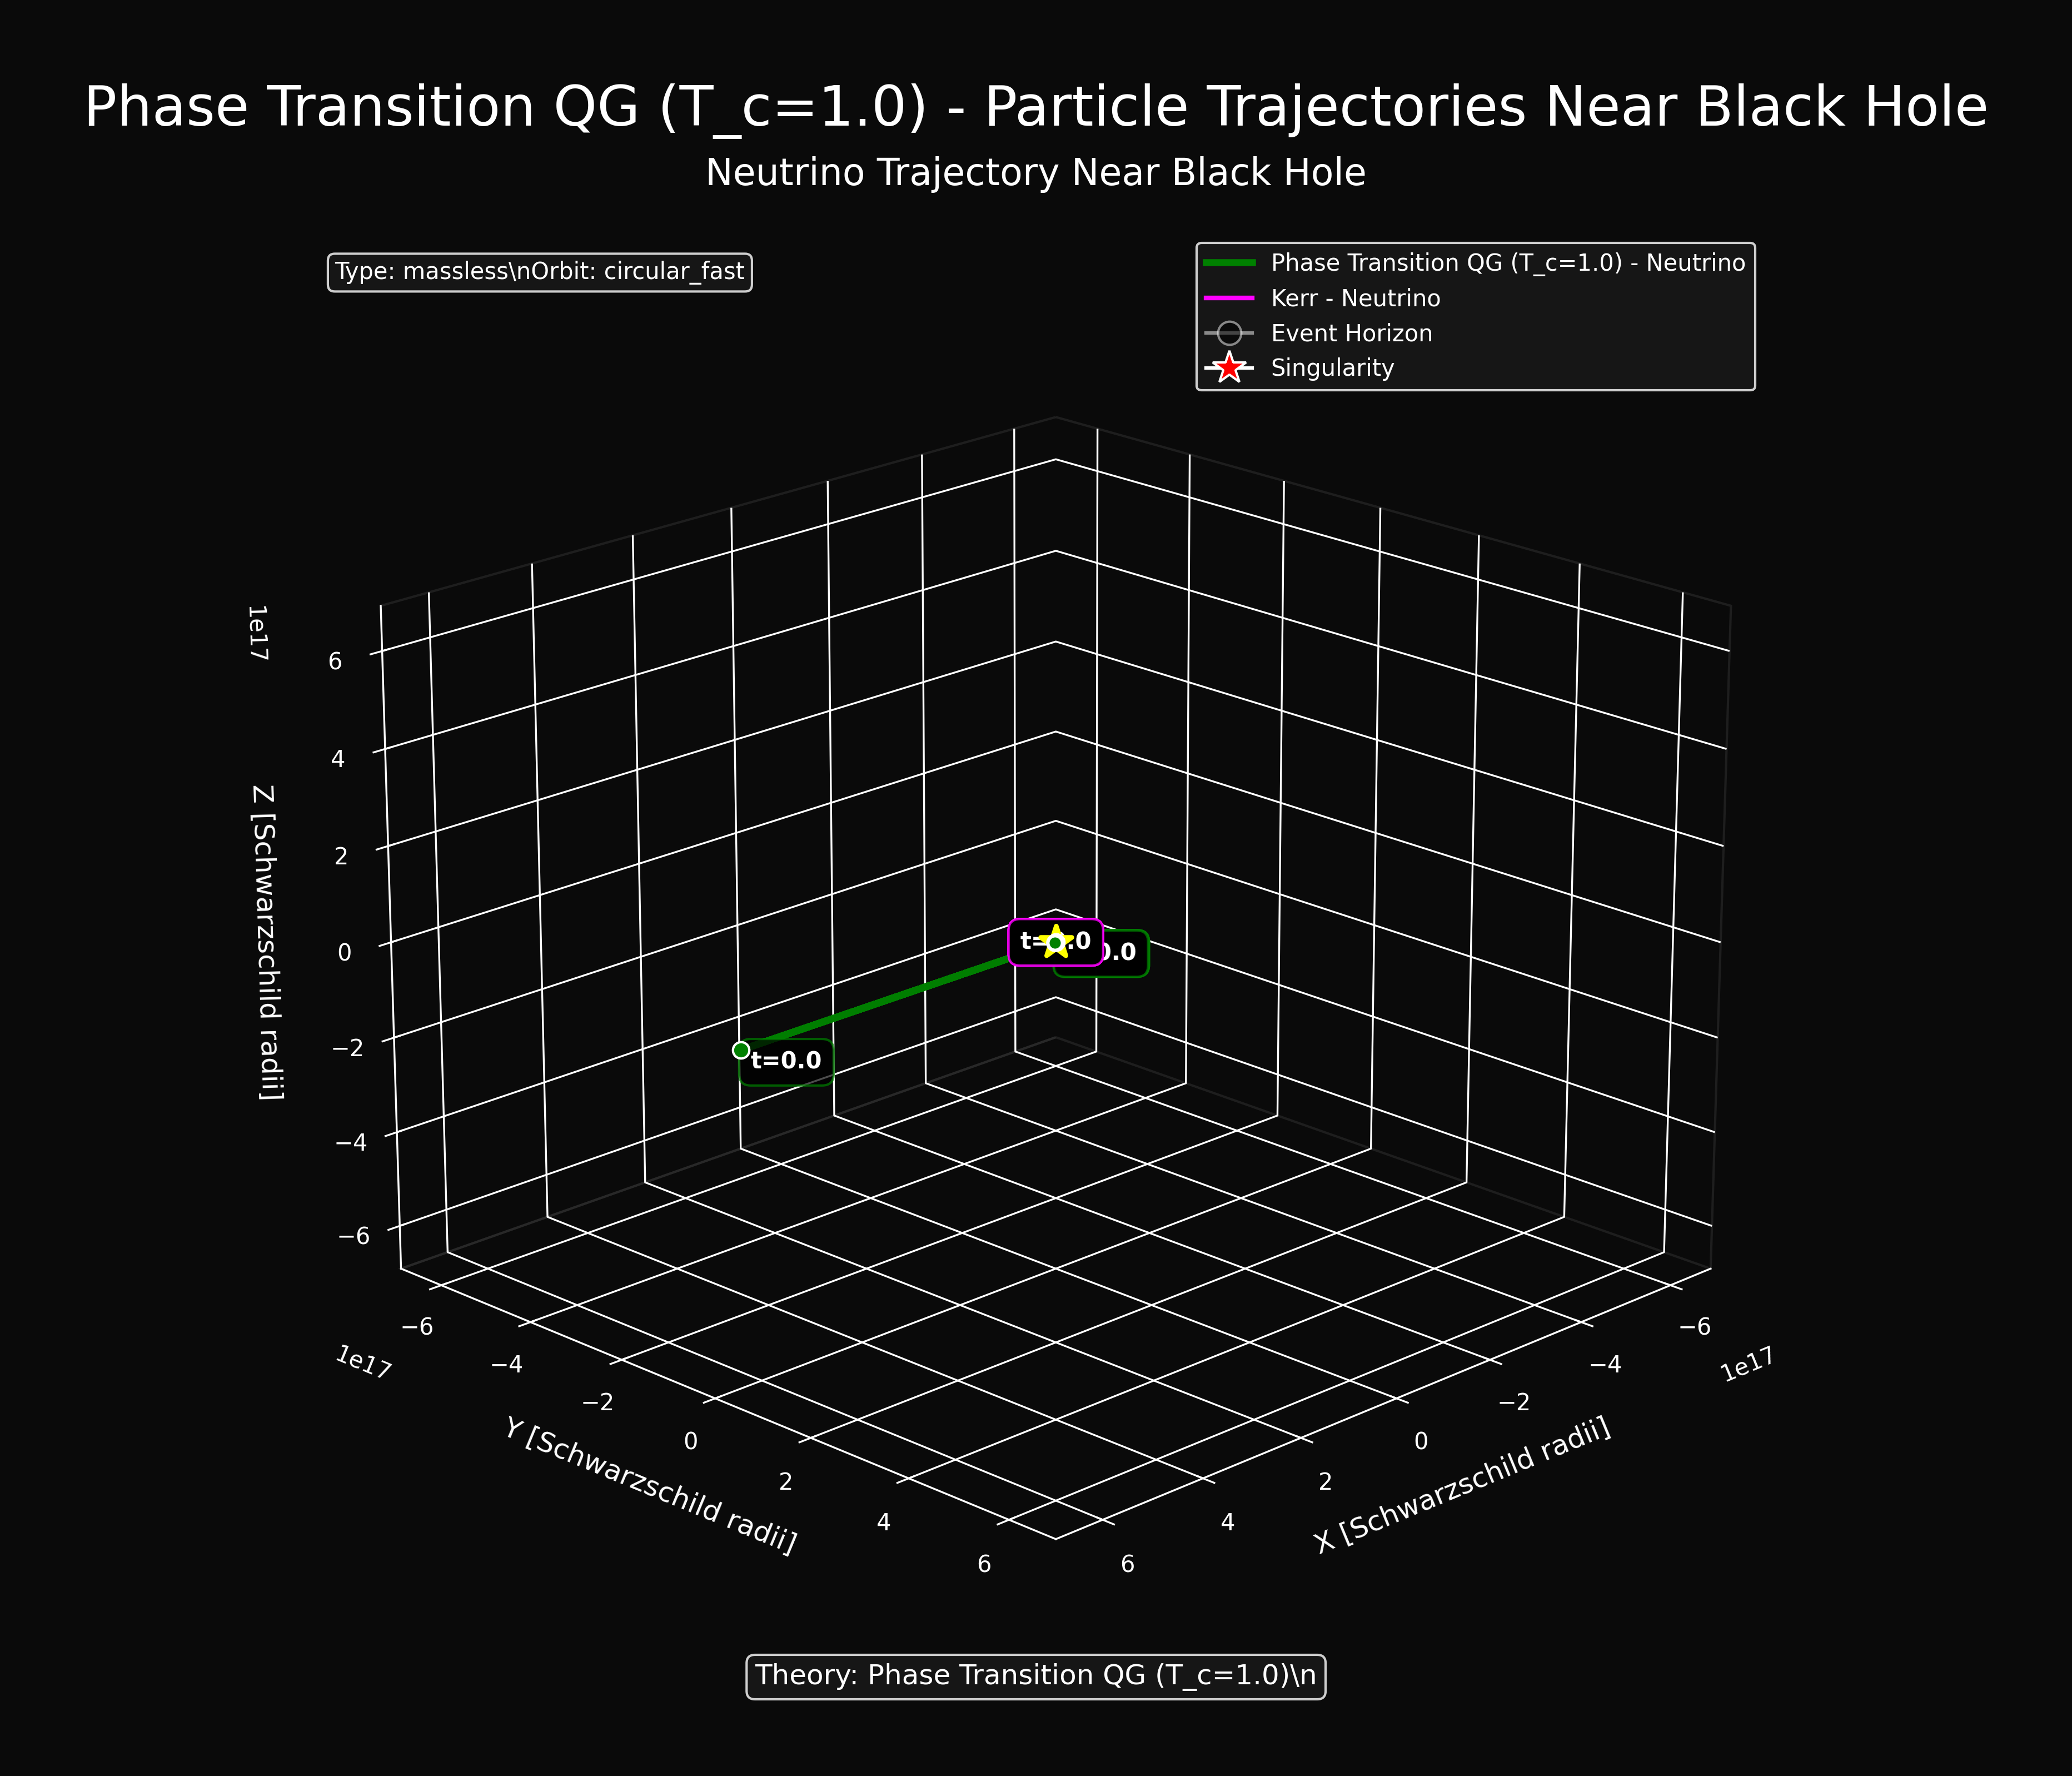 Phase Transition QG (T_c=1.0) - Particle Trajectories Near Black Hole
Neutrino Trajectory Near Black Hole
Type: massless\nOrbit: circular_fast
Phase Transition QG (T_c=1.0) - Neutrino
Kerr - Neutrino
Event Horizon
Singularity
1e17
6
4
2
0
−2
−4
−6
Z [Schwarzschild radii]
t=0.0
−6
−4
−2
0
2
4
6
1e17
Y [Schwarzschild radii]
6
4
2
0
−2
−4
−6
1e17
X [Schwarzschild radii]
Theory: Phase Transition QG (T_c=1.0)\n